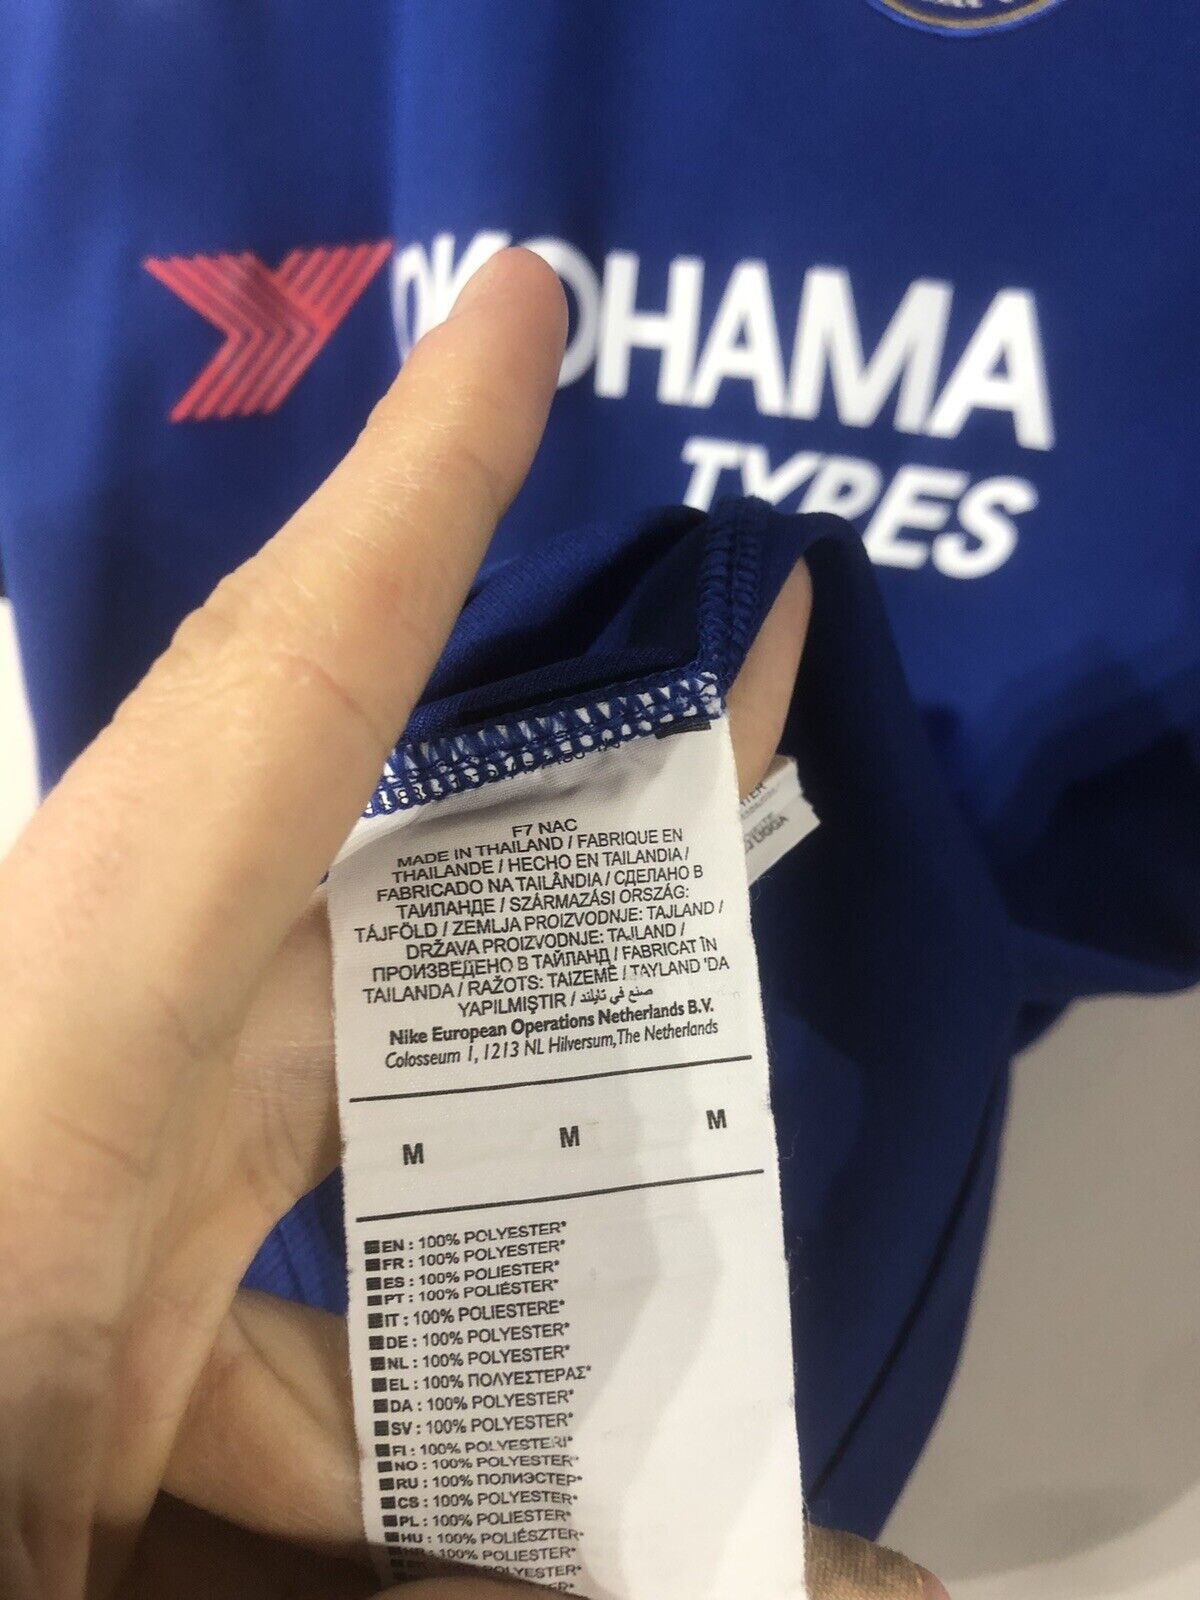 YOKOHAMA
TYRES
F7 NAC
MADE IN THAILAND / FABRIQUE EN
THAILANDE / HECHO EN TAILANDIA /
FABRICADO NA TAILÂNDIA / СДЕЛАНО В
ТАИЛАНДЕ / SZÁRMAZÁSI ORSZÁG:
TÁJFÖLD / ZEMLJA PROIZVODNJE: TAJLAND /
DRŽAVA PROIZVODNJE: TAJLAND /
ПРОИЗВЕДЕНО В ТАЙЛАНД / FABRICAT ÎN
TAILANDA / RAŽOTS: TAIZEMĒ / TAYLAND 'DA
YAPILMIŞTIR / صنع في تايلند
Nike European Operations Netherlands B.V.
Colosseum 1, 1213 NL Hilversum, The Netherlands
M M M
EN : 100% POLYESTER*
FR : 100% POLYESTER*
ES : 100% POLIESTER*
PT : 100% POLIÉSTER*
IT : 100% POLIESTERE*
DE : 100% POLYESTER*
NL : 100% POLYESTER*
EL : 100% ΠΟΛΥΕΣΤΕΡΑΣ*
DA : 100% POLYESTER*
SV : 100% POLYESTER*
FI : 100% POLYESTERI*
NO : 100% POLYESTER*
RU : 100% ПОЛИЭСТЕР*
CS : 100% POLYESTER*
PL : 100% POLIESTER*
HU : 100% POLIÉSZTER*
HR : 100% POLIESTER*